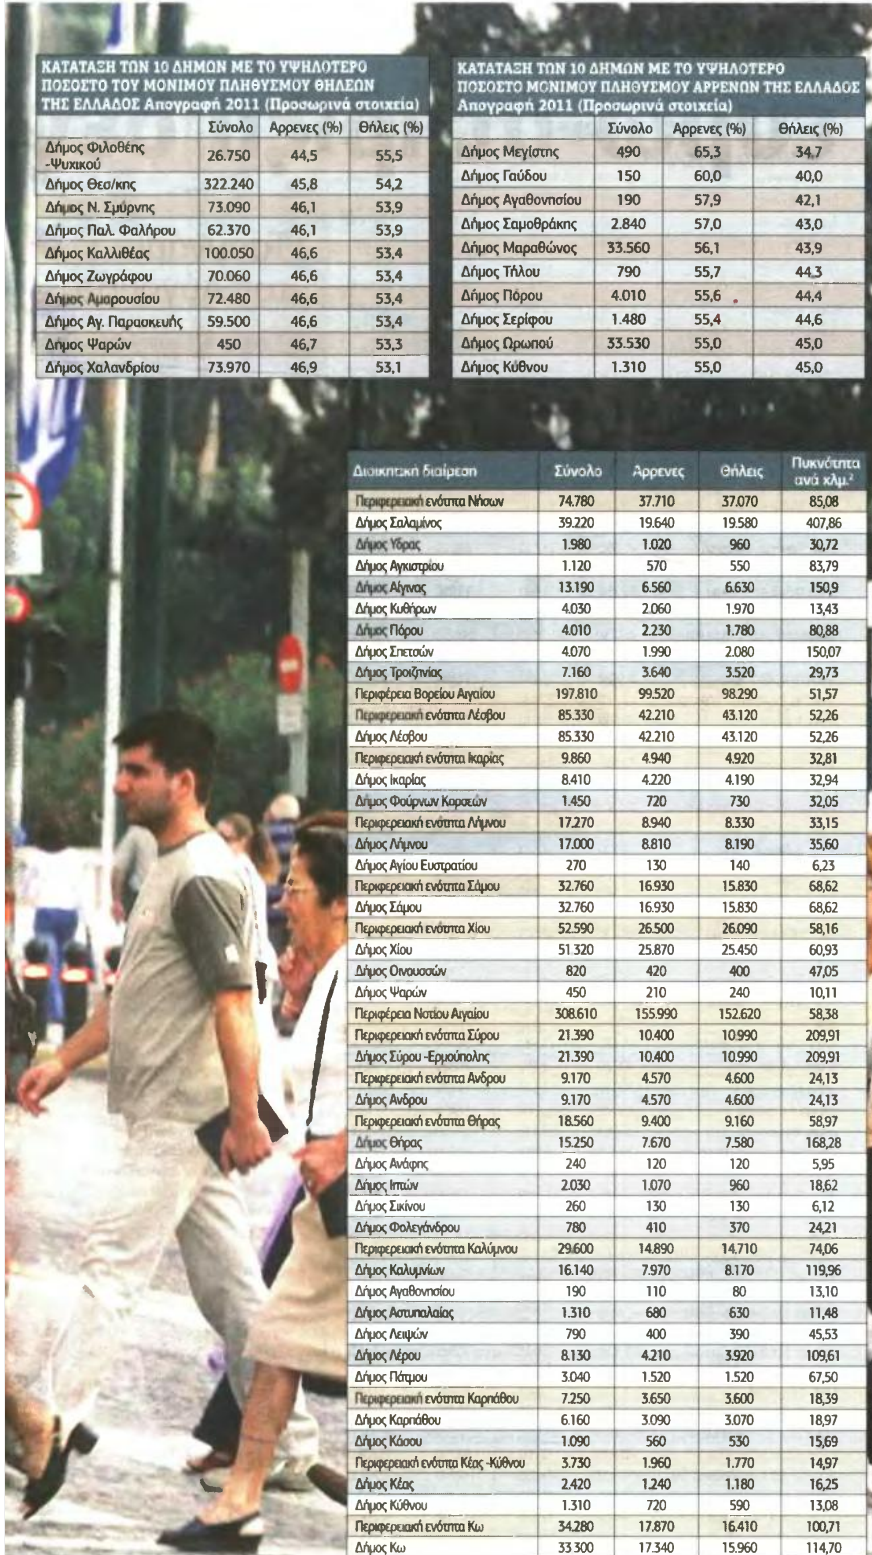 ΚΑΤΑΤΑΞΗ ΤΩΝ 10 ΔΗΜΩΝ ΜΕ ΤΟ ΥΨΗΛΟΤΕΡΟ
ΠΟΣΟΣΤΟ ΤΟΥ ΜΟΝΙΜΟΥ ΠΛΗΘΥΣΜΟΥ ΘΗΛΕΩΝ
ΤΗΣ ΕΛΛΑΔΟΣ Απογραφή 2011 (Προσωρινά στοιχεία)
Σύνολο Αρρενες (%) Θήλεις (%)
Δήμος Φιλοθέης
-Ψυχικού 26.750 44,5 55,5
Δήμος Θεσ/κης 322.240 45,8 54,2
Δήμος Ν. Σμύρνης 73.090 46,1 53,9
Δήμος Παλ. Φαλήρου 62.370 46,1 53,9
Δήμος Καλλιθέας 100.050 46,6 53,4
Δήμος Ζωγράφου 70.060 46,6 53,4
Δήμος Αμαρουσίου 72.480 46,6 53,4
Δήμος Αγ. Παρασκευής 59.500 46,6 53,4
Δήμος Ψαρών 450 46,7 53,3
Δήμος Χαλανδρίου 73.970 46,9 53,1
ΚΑΤΑΤΑΞΗ ΤΩΝ 10 ΔΗΜΩΝ ΜΕ ΤΟ ΥΨΗΛΟΤΕΡΟ
ΠΟΣΟΣΤΟ ΜΟΝΙΜΟΥ ΠΛΗΘΥΣΜΟΥ ΑΡΡΕΝΩΝ ΤΗΣ ΕΛΛΑΔΟΣ
Απογραφή 2011 (Προσωρινά στοιχεία)
Σύνολο Αρρενες (%) Θήλεις (%)
Δήμος Μεγίστης 490 65,3 34,7
Δήμος Γαύδου 150 60,0 40,0
Δήμος Αγαθονησίου 190 57,9 42,1
Δήμος Σαμοθράκης 2.840 57,0 43,0
Δήμος Μαραθώνος 33.560 56,1 43,9
Δήμος Τήλου 790 55,7 44,3
Δήμος Πόρου 4.010 55,6 44,4
Δήμος Σερίφου 1.480 55,4 44,6
Δήμος Ωρωπού 33.530 55,0 45,0
Δήμος Κύθνου 1.310 55,0 45,0
Διοικητική διαίρεση Σύνολο Αρρενες Θήλεις Πυκνότητα
ανά χλμ.²
Περιφερειακή ενότητα Νήσων 74.780 37.710 37.070 85,08
Δήμος Σαλαμίνος 39.220 19.640 19.580 407,86
Δήμος Υδρας 1.980 1.020 960 30,72
Δήμος Αγκιστρίου 1.120 570 550 83,79
Δήμος Αίγινας 13.190 6.560 6.630 150,9
Δήμος Κυθήρων 4.030 2.060 1.970 13,43
Δήμος Πόρου 4.010 2.230 1.780 80,88
Δήμος Σπετσών 4.070 1.990 2.080 150,07
Δήμος Τροιζηνίας 7.160 3.640 3.520 29,73
Περιφέρεια Βορείου Αιγαίου 197.810 99.520 98.290 51,57
Περιφερειακή ενότητα Λέσβου 85.330 42.210 43.120 52,26
Δήμος Λέσβου 85.330 42.210 43.120 52,26
Περιφερειακή ενότητα Ικαρίας 9.860 4.940 4.920 32,81
Δήμος Ικαρίας 8.410 4.220 4.190 32,94
Δήμος Φούρνων Κορσεών 1.450 720 730 32,05
Περιφερειακή ενότητα Λήμνου 17.270 8.940 8.330 33,15
Δήμος Λήμνου 17.000 8.810 8.190 35,60
Δήμος Αγίου Ευστρατίου 270 130 140 6,23
Περιφερειακή ενότητα Σάμου 32.760 16.930 15.830 68,62
Δήμος Σάμου 32.760 16.930 15.830 68,62
Περιφερειακή ενότητα Χίου 52.590 26.500 26.090 58,16
Δήμος Χίου 51.320 25.870 25.450 60,93
Δήμος Οινουσσών 820 420 400 47,05
Δήμος Ψαρών 450 210 240 10,11
Περιφέρεια Νοτίου Αιγαίου 308.610 155.990 152.620 58,38
Περιφερειακή ενότητα Σύρου 21.390 10.400 10.990 209,91
Δήμος Σύρου -Ερμούπολης 21.390 10.400 10.990 209,91
Περιφερειακή ενότητα Ανδρου 9.170 4.570 4.600 24,13
Δήμος Ανδρου 9.170 4.570 4.600 24,13
Περιφερειακή ενότητα Θήρας 18.560 9.400 9.160 58,97
Δήμος Θήρας 15.250 7.670 7.580 168,28
Δήμος Ανάφης 240 120 120 5,95
Δήμος Ιητών 2.030 1.070 960 18,62
Δήμος Σικίνου 260 130 130 6,12
Δήμος Φολεγάνδρου 780 410 370 24,21
Περιφερειακή ενότητα Καλύμνου 29.600 14.890 14.710 74,06
Δήμος Καλυμνίων 16.140 7.970 8.170 119,96
Δήμος Αγαθονησίου 190 110 80 13,10
Δήμος Αστυπαλαίας 1.310 680 630 11,48
Δήμος Λειψών 790 400 390 45,53
Δήμος Λέρου 8.130 4.210 3.920 109,61
Δήμος Πάτμου 3.040 1.520 1.520 67,50
Περιφερειακή ενότητα Καρπάθου 7.250 3.650 3.600 18,39
Δήμος Καρπάθου 6.160 3.090 3.070 18,97
Δήμος Κάσου 1.090 560 530 15,69
Περιφερειακή ενότητα Κέας -Κύθνου 3.730 1.960 1.770 14,97
Δήμος Κέας 2.420 1.240 1.180 16,25
Δήμος Κύθνου 1.310 720 590 13,08
Περιφερειακή ενότητα Κω 34.280 17.870 16.410 100,71
Δήμος Κω 33 300 17.340 15.960 114,70